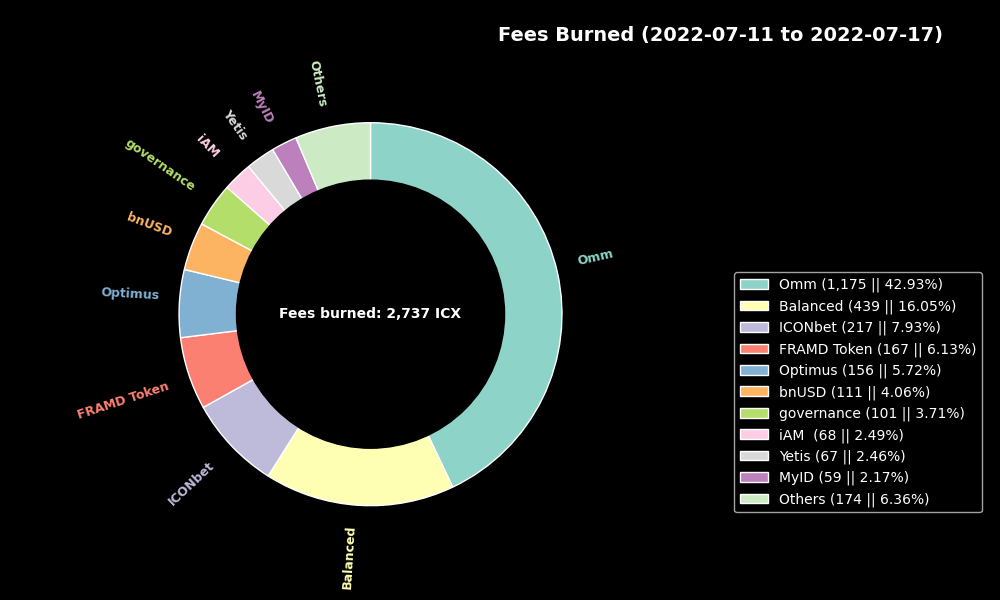 Fees Burned (2022-07-11 to 2022-07-17)
Others
MyID
Yetis
iAM
governance
bnUSD
Optimus
FRAMD Token
ICONbet
Balanced
Omm
Fees burned: 2,737 ICX
Omm (1,175 || 42.93%)
Balanced (439 || 16.05%)
ICONbet (217 || 7.93%)
FRAMD Token (167 || 6.13%)
Optimus (156 || 5.72%)
bnUSD (111 || 4.06%)
governance (101 || 3.71%)
iAM  (68 || 2.49%)
Yetis (67 || 2.46%)
MyID (59 || 2.17%)
Others (174 || 6.36%)